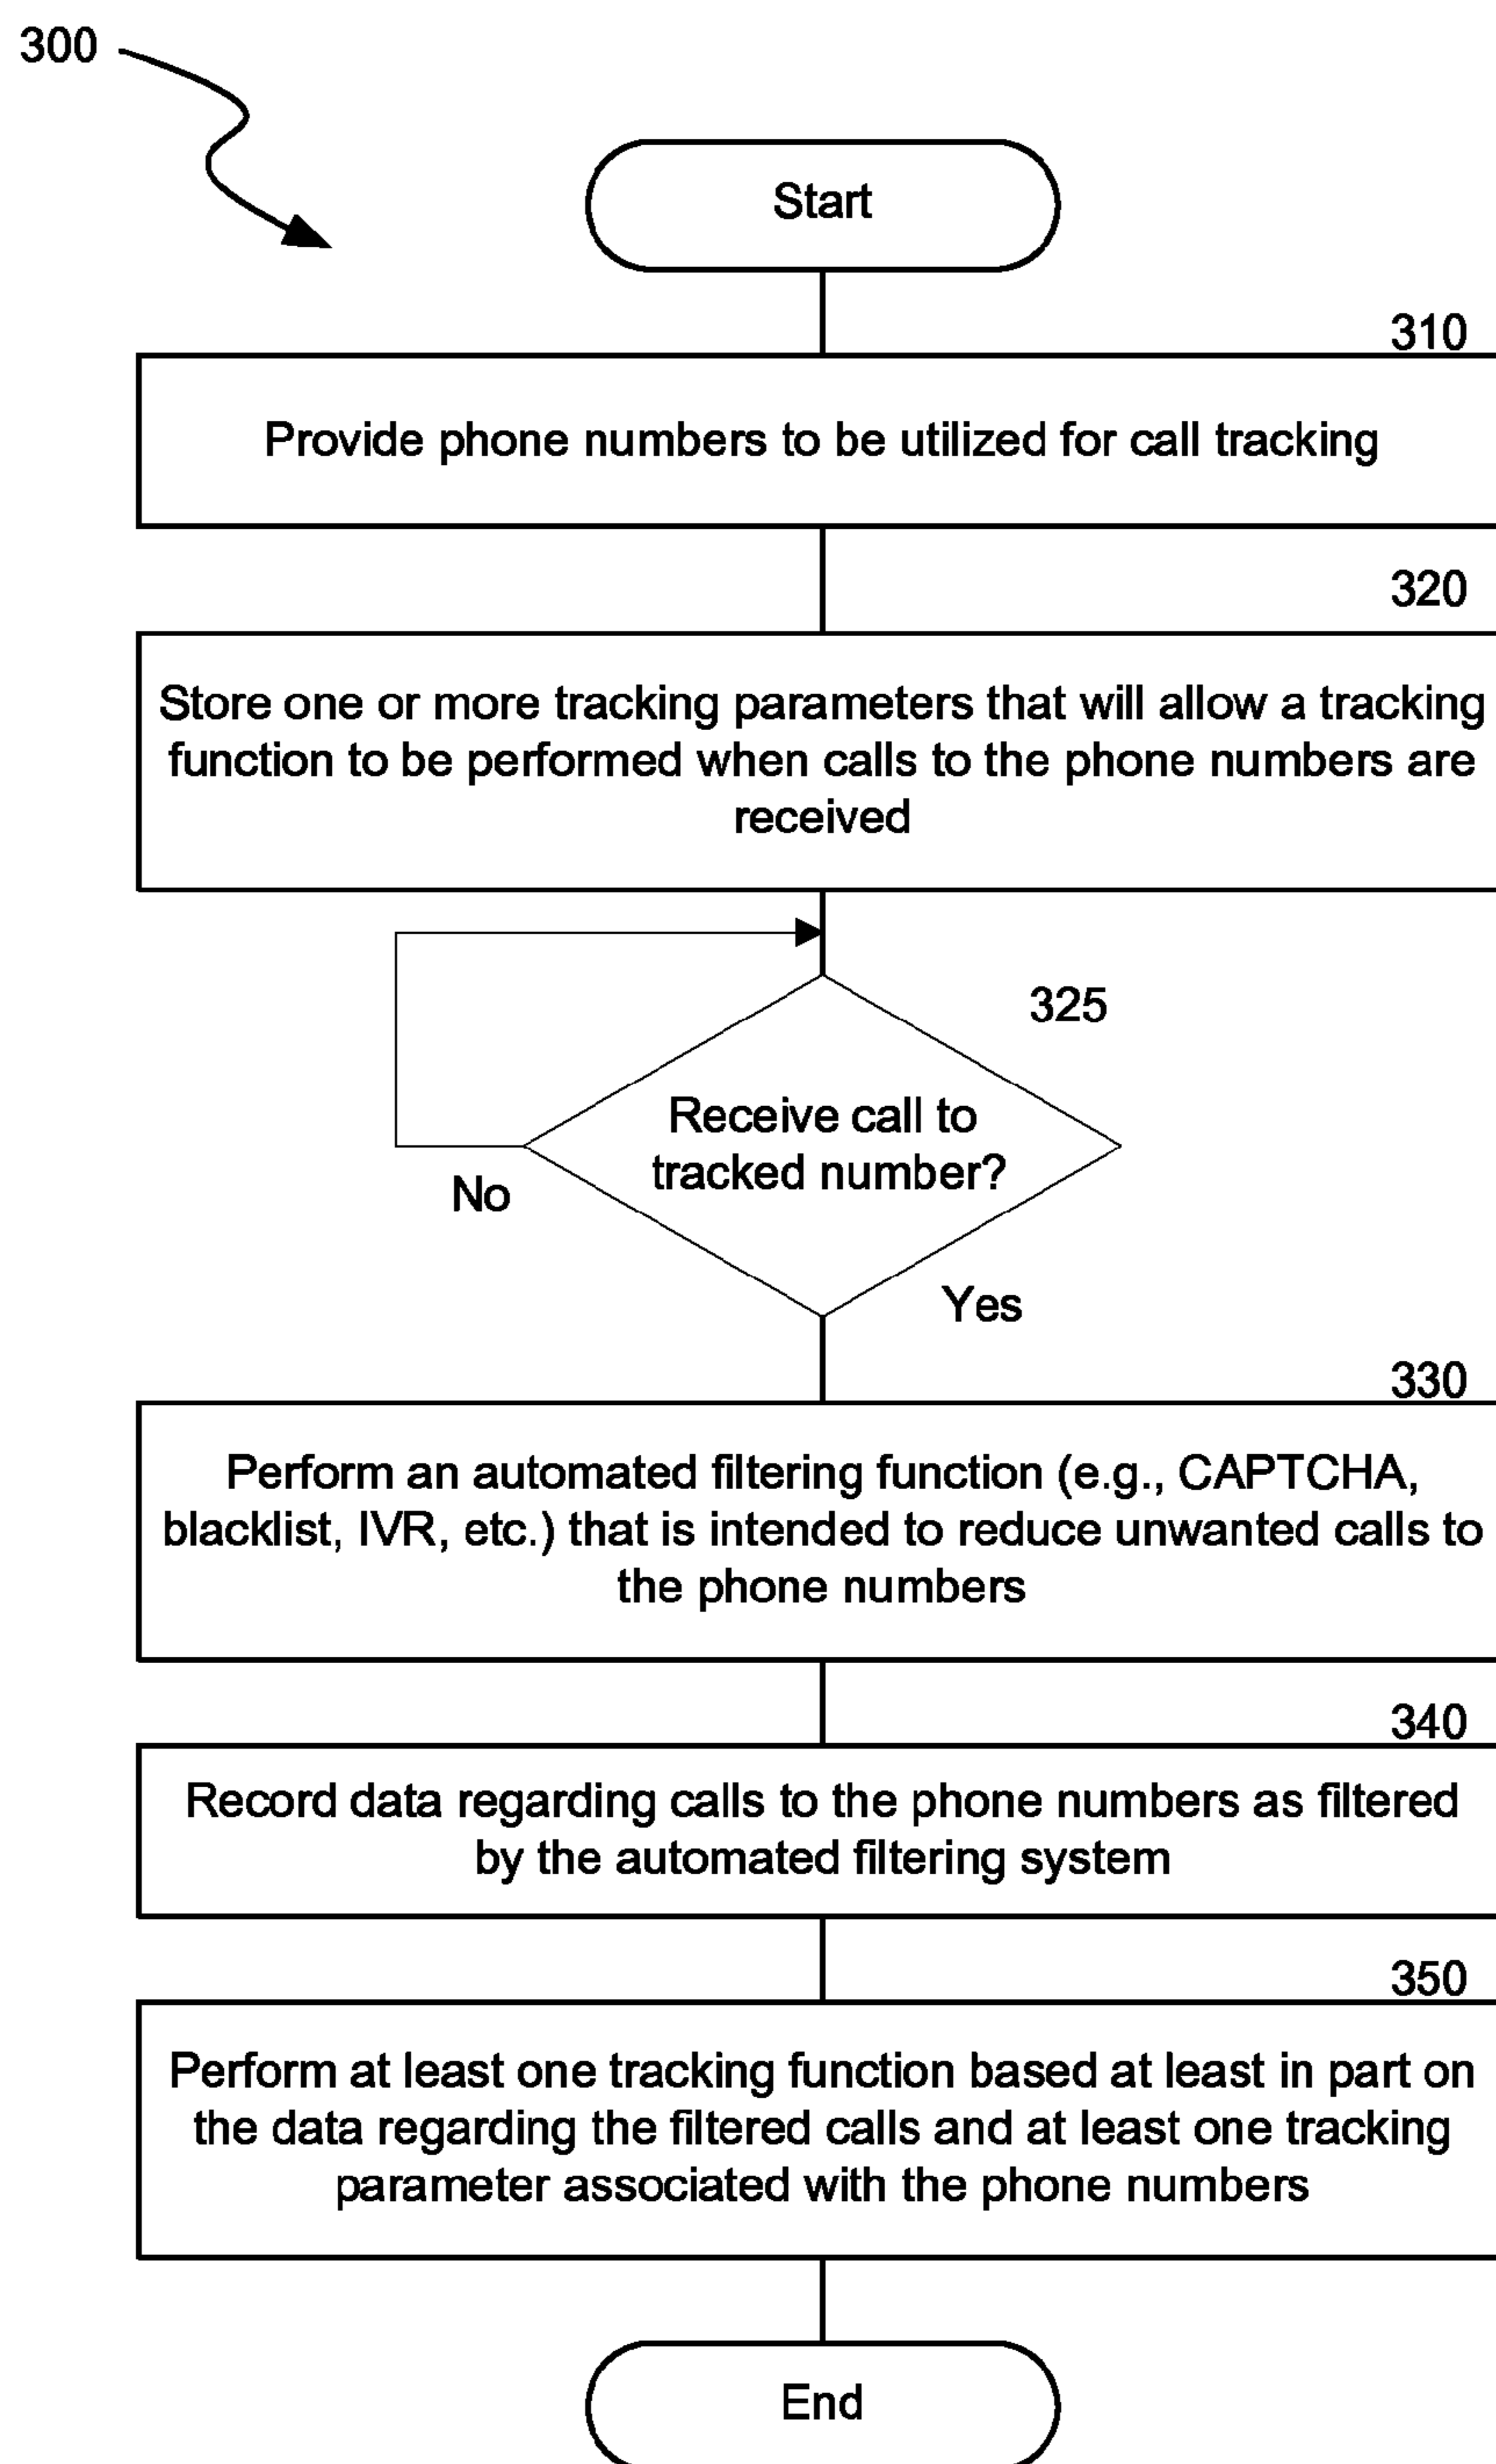 300
Start
310
Provide phone numbers to be utilized for call tracking
320
Store one or more tracking parameters that will allow a tracking
function to be performed when calls to the phone numbers are
received
325
Receive call to
tracked number?
No
Yes
330
Perform an automated filtering function (e.g., CAPTCHA,
blacklist, IVR, etc.) that is intended to reduce unwanted calls to
the phone numbers
340
Record data regarding calls to the phone numbers as filtered
by the automated filtering system
350
Perform at least one tracking function based at least in part on
the data regarding the filtered calls and at least one tracking
parameter associated with the phone numbers
End